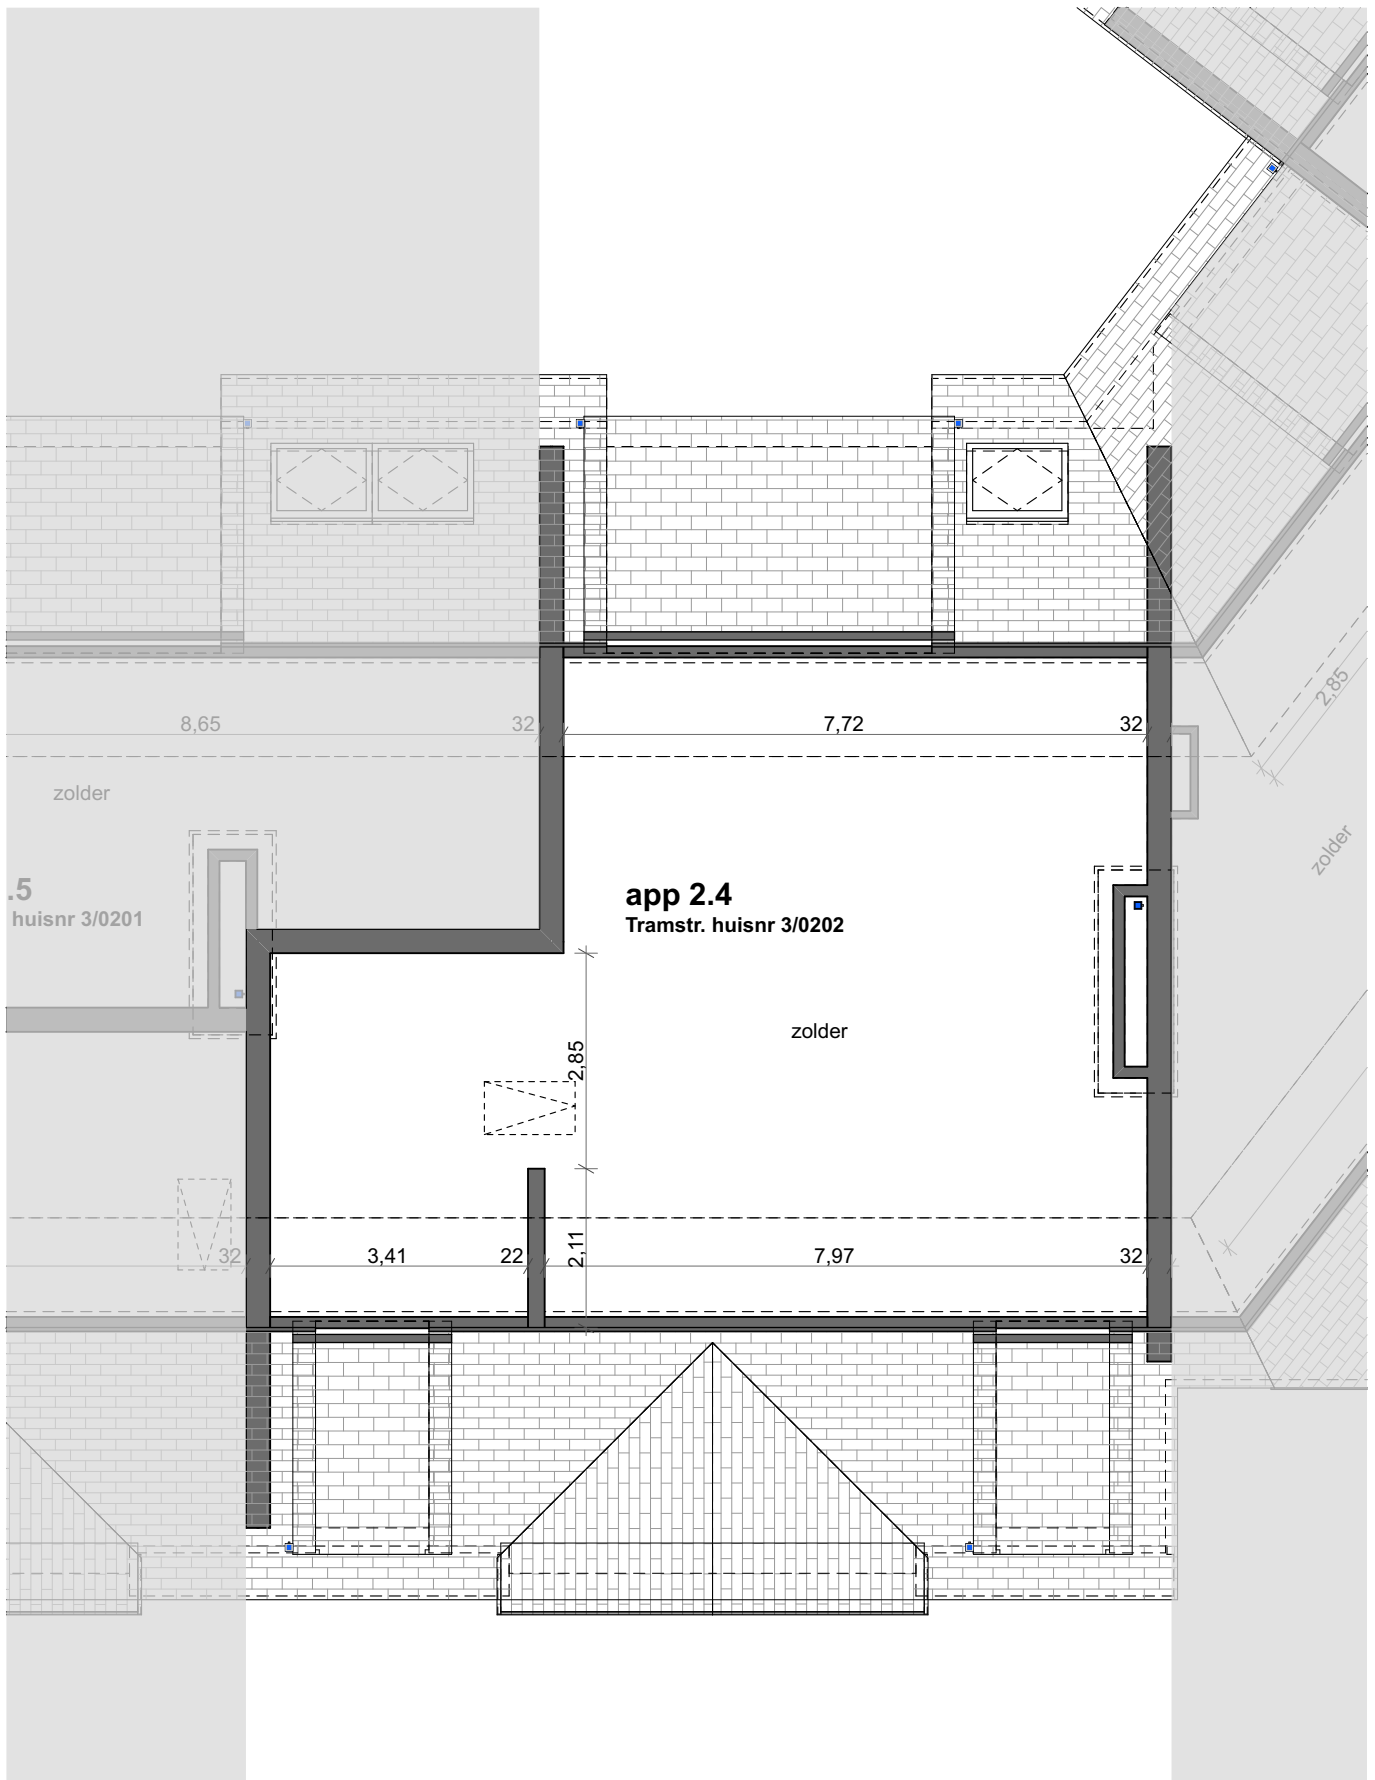 2,85
8,65
32
7,72
32
zolder
zolder
.5
huisnr 3/0201
app 2.4
Tramstr. huisnr 3/0202
zolder
2,85
32
3,41
22
2,11
7,97
32